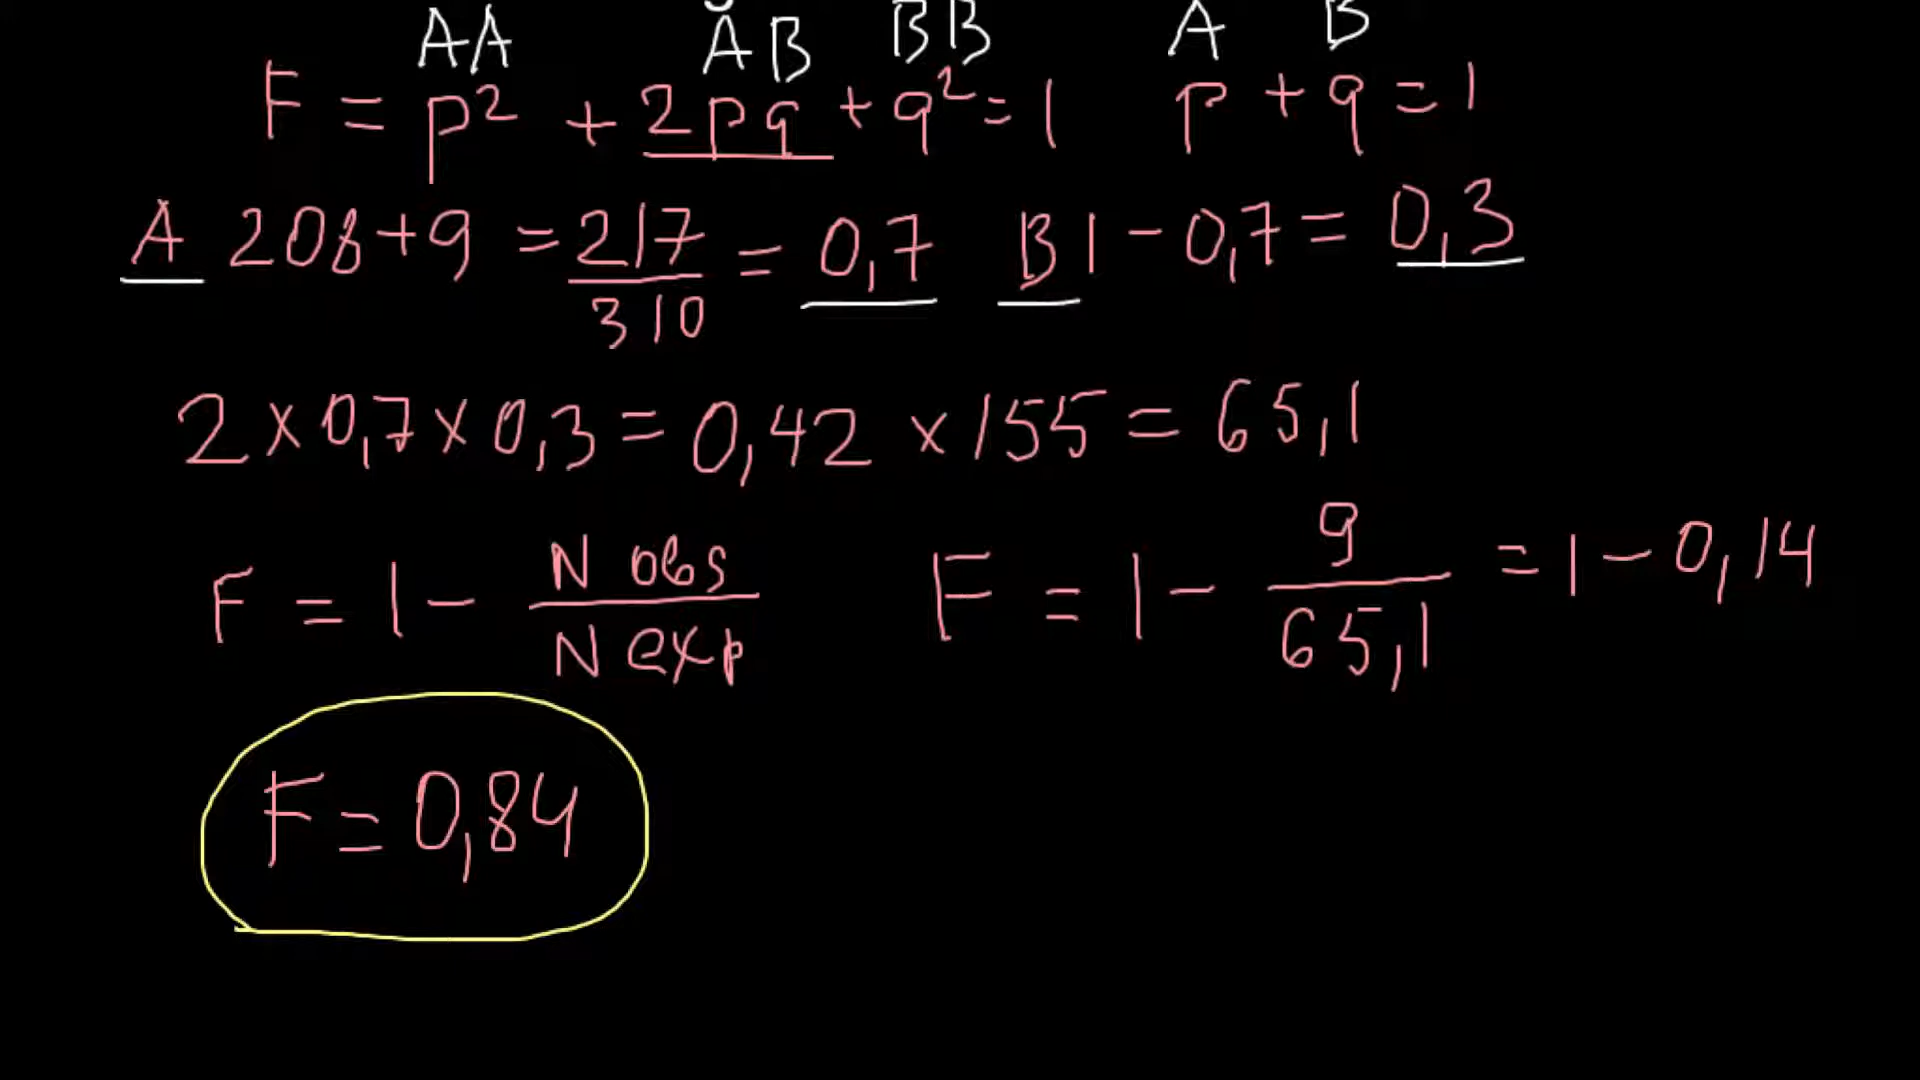 AA ĂB BB A B
F = p² + 2pq + q² = 1 p + q = 1
A 208+9 = 217/310 = 0,7 B 1 - 0,7 = 0,3
2 x 0,7 x 0,3 = 0,42 x 155 = 65,1
F = 1 - N obs/N exp F = 1 - 9/65,1 = 1 - 0,14
F = 0,84